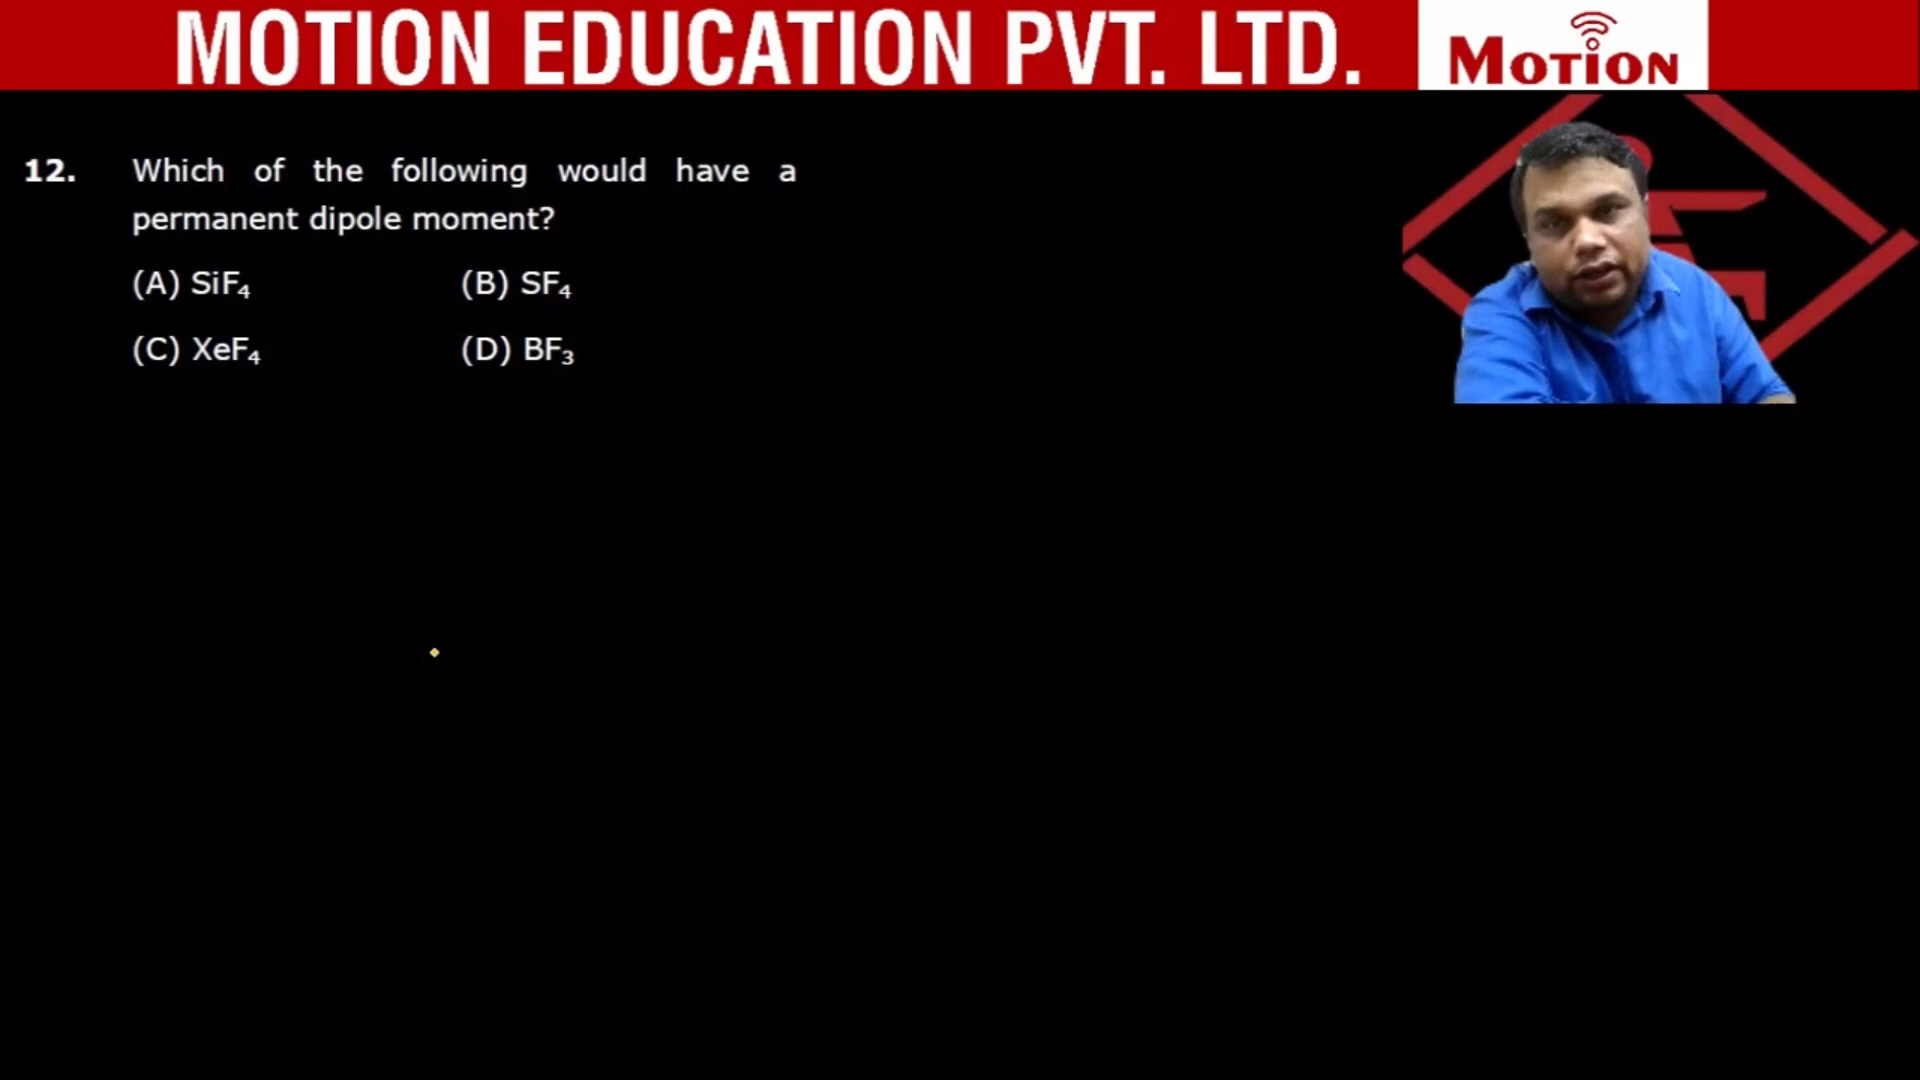 MOTION EDUCATION PVT. LTD.
MOTION
12. Which of the following would have a
permanent dipole moment?
(A) SiF₄ (B) SF₄
(C) XeF₄ (D) BF₃